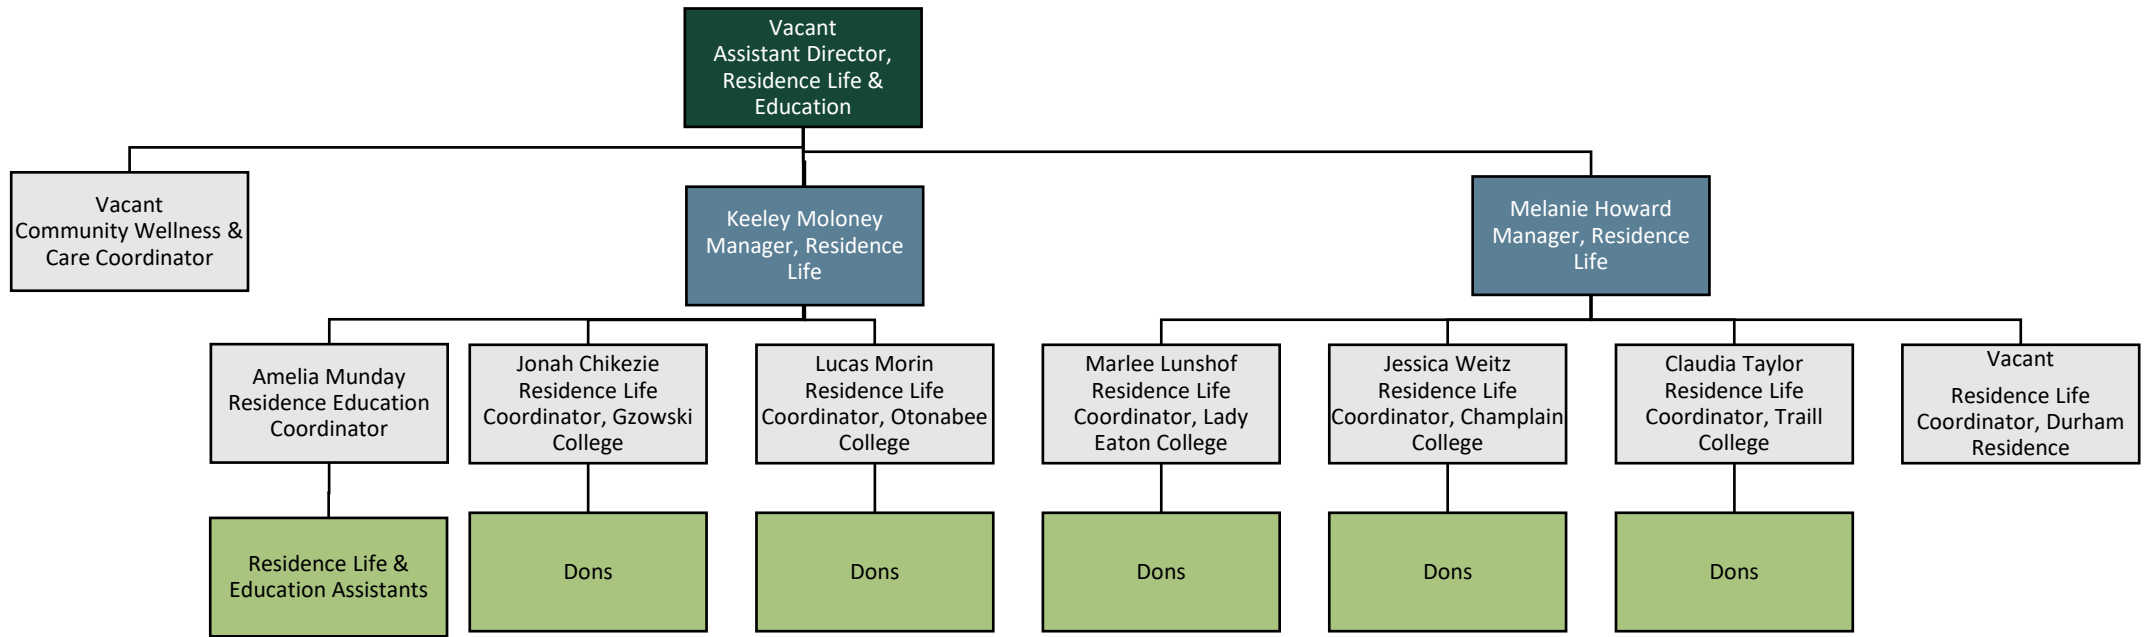 Vacant
Assistant Director,
Residence Life &
Education
Vacant
Community Wellness &
Care Coordinator
Keeley Moloney
Manager, Residence
Life
Melanie Howard
Manager, Residence
Life
Amelia Munday
Residence Education
Coordinator
Jonah Chikezie
Residence Life
Coordinator, Gzowski
College
Lucas Morin
Residence Life
Coordinator, Otonabee
College
Marlee Lunshof
Residence Life
Coordinator, Lady
Eaton College
Jessica Weitz
Residence Life
Coordinator, Champlain
College
Claudia Taylor
Residence Life
Coordinator, Traill
College
Vacant
Residence Life
Coordinator, Durham
Residence
Residence Life &
Education Assistants
Dons
Dons
Dons
Dons
Dons